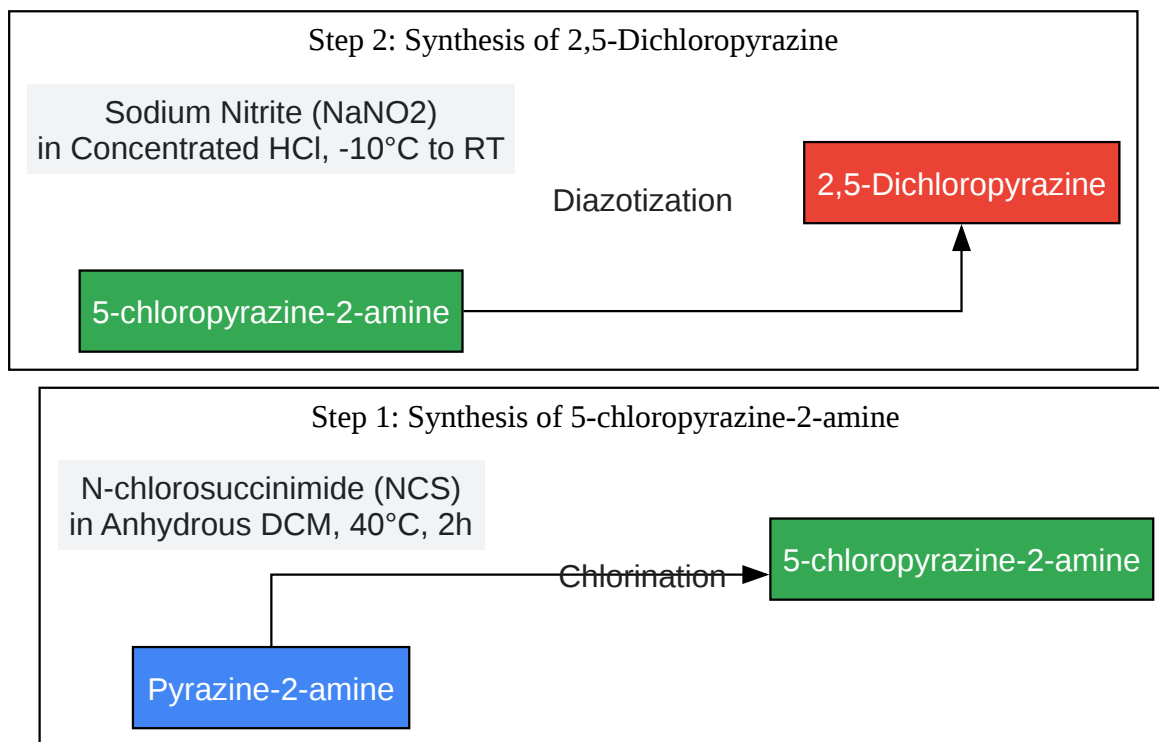 Step 2: Synthesis of 2,5-Dichloropyrazine
Sodium Nitrite (NaNO2)
in Concentrated HCl, -10°C to RT
2,5-Dichloropyrazine
Diazotization
5-chloropyrazine-2-amine
Step 1: Synthesis of 5-chloropyrazine-2-amine
N-chlorosuccinimide (NCS)
in Anhydrous DCM, 40°C, 2h
5-chloropyrazine-2-amine
Chlorination
Pyrazine-2-amine